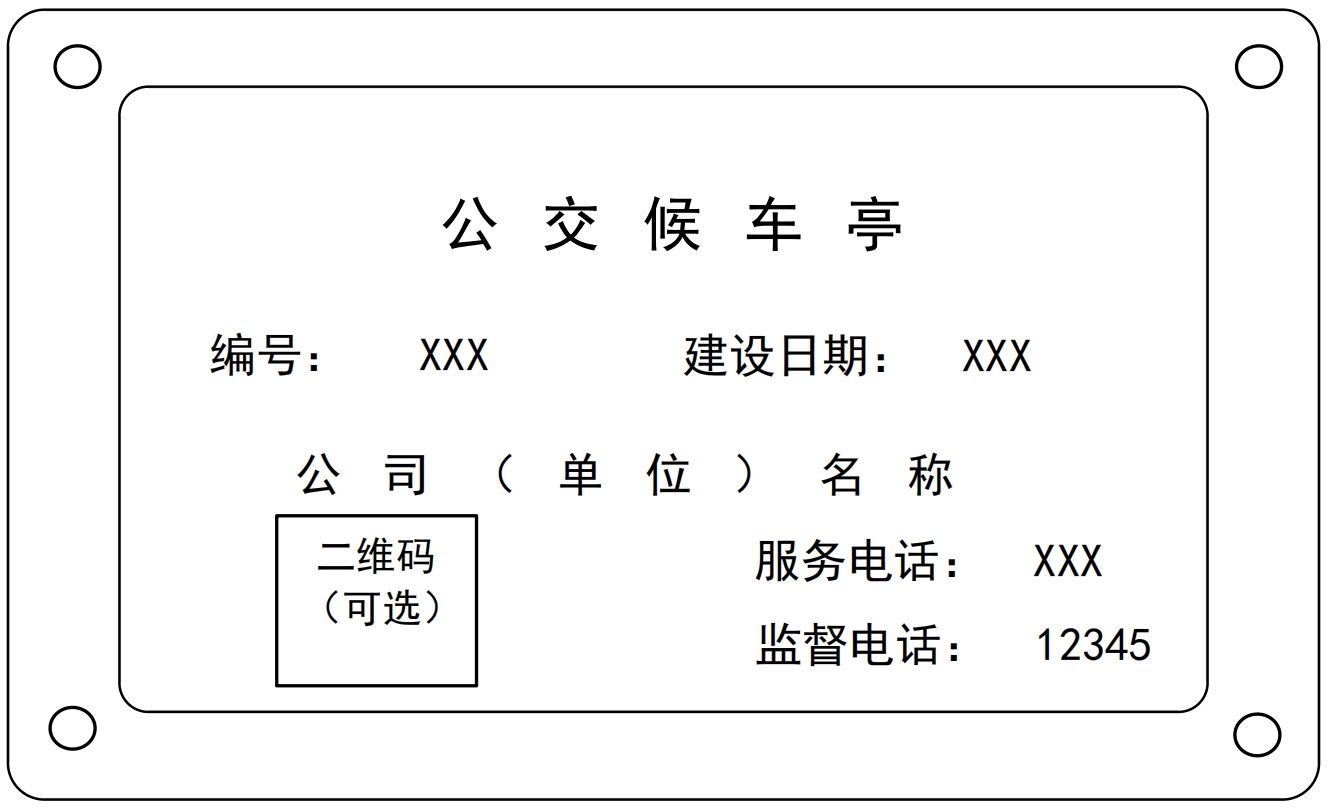 公交候车亭
编号： XXX 建设日期： XXX
公司（单位）名称
二维码
（可选）
服务电话： XXX
监督电话： 12345